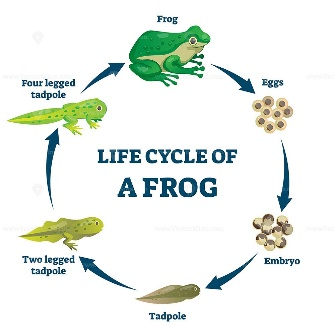 Frog
Eggs
Embryo
Tadpole
Two legged
tadpole
Four legged
tadpole
LIFE CYCLE OF
A FROG